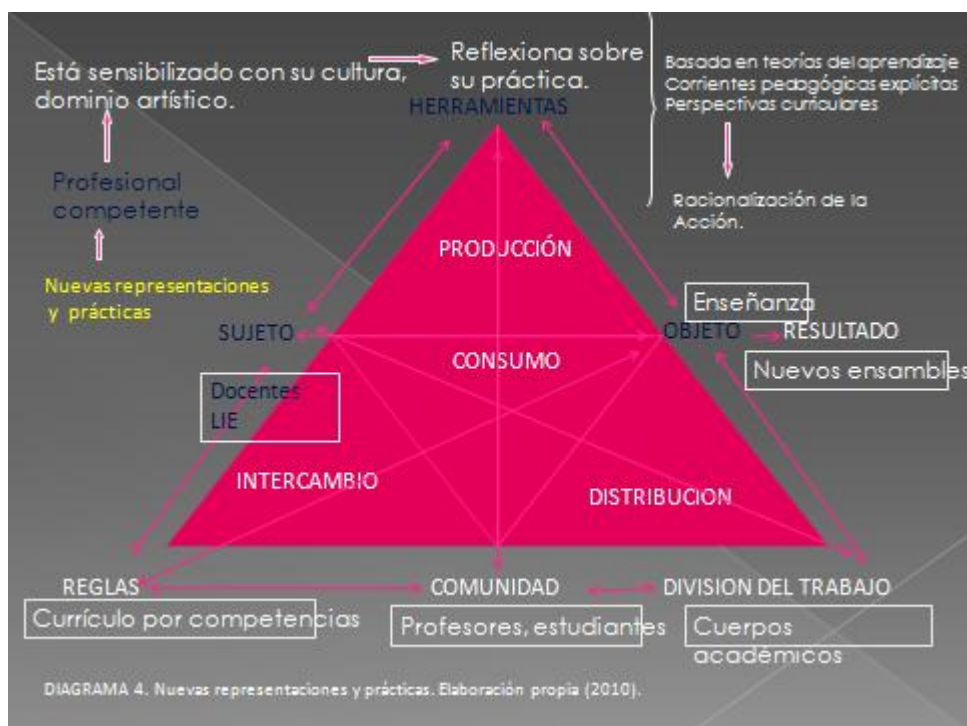 Está sensibilizado con su cultura,
dominio artístico.
Reflexiona sobre
su práctica.
Basada en teorías del aprendizaje
Corrientes pedagógicas explícitas
Perspectivas curriculares
HERRAMIENTAS
Profesional
competente
Racionalización de la
Acción.
PRODUCCIÓN
Nuevas representaciones
y prácticas
Enseñanza
SUJETO
OBJETO
RESULTADO
CONSUMO
Nuevos ensambles
Docentes
LIE
INTERCAMBIO
DISTRIBUCION
REGLAS
COMUNIDAD
DIVISION DEL TRABAJO
Currículo por competencias
Profesores, estudiantes
Cuerpos
académicos
DIAGRAMA 4. Nuevas representaciones y prácticas. Elaboración propia (2010).